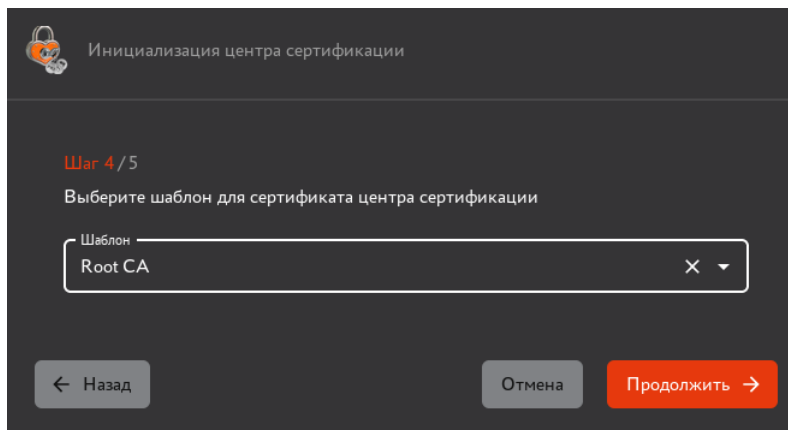 Инициализация центра сертификации
Шаг 4/5
Выберите шаблон для сертификата центра сертификации
Шаблон
Root CA
Назад
Отмена
Продолжить